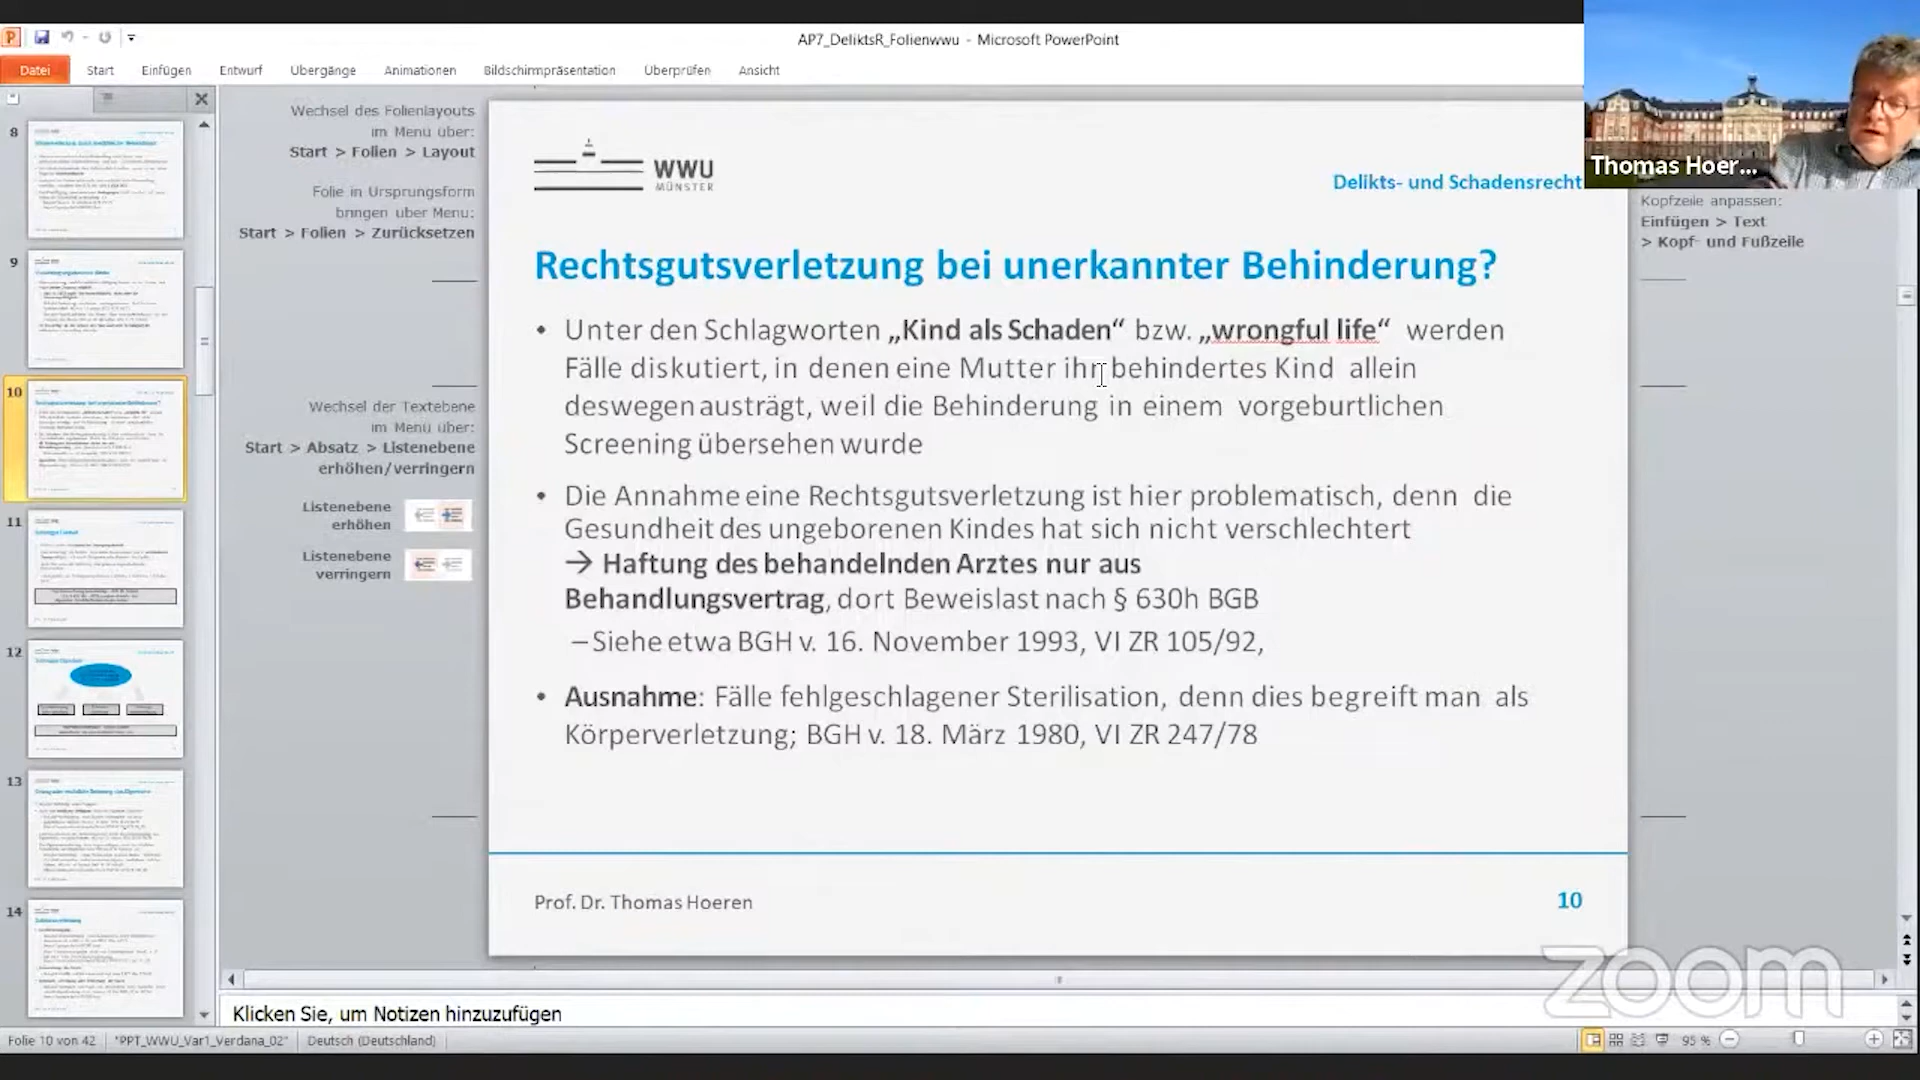 AP7_DeliktsR_Folienwwu - Microsoft PowerPoint
Datei Start Einfügen Entwurf Übergänge Animationen Bildschirmpräsentation Überprüfen Ansicht
Thomas Hoer...
8
9
10
11
12
13
14
Wechsel des Folienlayouts
im Menü über:
Start > Folien > Layout
Folie in Ursprungsform
bringen über Menü:
Start > Folien > Zurücksetzen
Wechsel der Textebene
im Menü über:
Start > Absatz > Listenebene
erhöhen/verringern
Listenebene
erhöhen
Listenebene
verringern
WWU
MÜNSTER
Delikts- und Schadensrecht
Rechtsgutsverletzung bei unerkannter Behinderung?
• Unter den Schlagworten „Kind als Schaden“ bzw. „wrongful life“ werden
Fälle diskutiert, in denen eine Mutter ihr behindertes Kind allein
deswegen austrägt, weil die Behinderung in einem vorgeburtlichen
Screening übersehen wurde
• Die Annahme eine Rechtsgutsverletzung ist hier problematisch, denn die
Gesundheit des ungeborenen Kindes hat sich nicht verschlechtert
→ Haftung des behandelnden Arztes nur aus
Behandlungsvertrag, dort Beweislast nach § 630h BGB
– Siehe etwa BGH v. 16. November 1993, VI ZR 105/92,
• Ausnahme: Fälle fehlgeschlagener Sterilisation, denn dies begreift man als
Körperverletzung; BGH v. 18. März 1980, VI ZR 247/78
Prof. Dr. Thomas Hoeren
10
Kopfzeile anpassen:
Einfügen > Text
> Kopf- und Fußzeile
zoom
Klicken Sie, um Notizen hinzuzufügen
Folie 10 von 42 "PPT_WWU_Var1_Verdana_02" Deutsch (Deutschland) 95 %